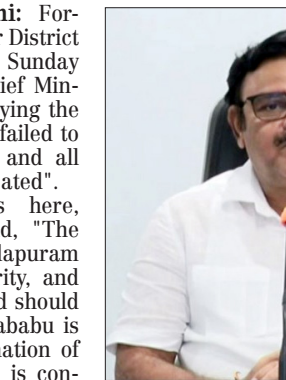 ni: For-
r District
Sunday
ief Min-
ying the
failed to
and all
ated".
s here,
d, "The
lapuram
rity, and
d should
ababu is
nation of
is con-